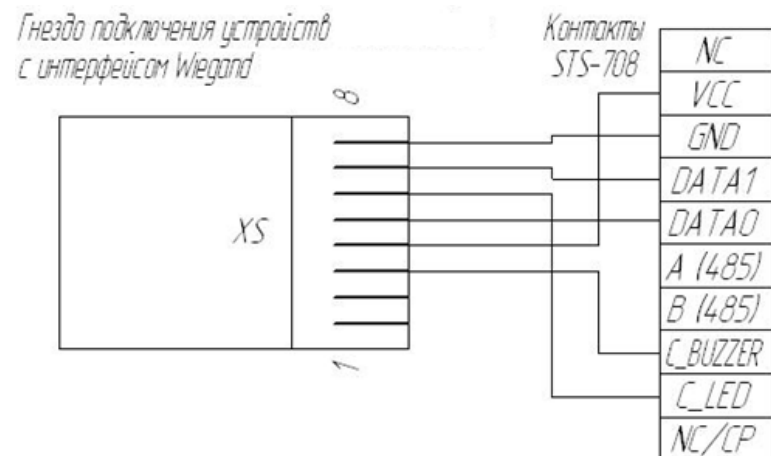 Гнездо подключения устройств
с интерфейсом Wiegand
Контакты
STS-708
8
XS
1
NC
VCC
GND
DATA1
DATA0
A (485)
B (485)
C_BUZZER
C_LED
NC/CP